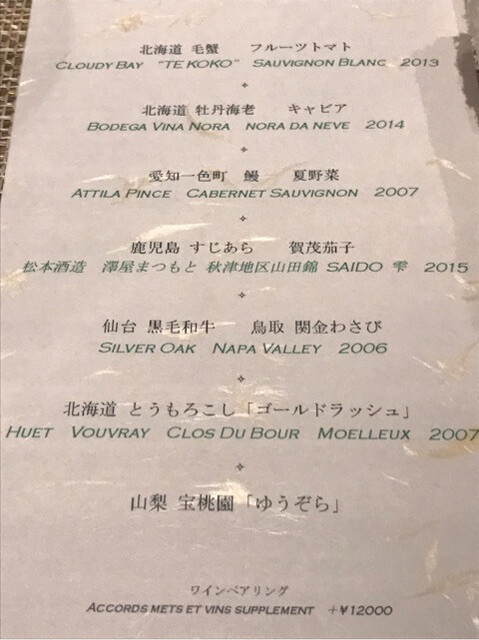 北海道 毛蟹 フルーツトマト
CLOUDY BAY "TE KOKO" SAUVIGNON BLANC 2013
北海道 牡丹海老 キャビア
BODEGA VINA NORA NORA DA NEVE 2014
愛知一色町 鰻 夏野菜
ATTILA PINCE CABERNET SAUVIGNON 2007
鹿児島 すじあら 賀茂茄子
松本酒造 澤屋まつもと 秋津地区山田錦 SAIDO 雫 2015
仙台 黒毛和牛 鳥取 関金わさび
SILVER OAK NAPA VALLEY 2006
北海道 とうもろこし「ゴールドラッシュ」
HUET VOUVRAY CLOS DU BOUR MOELLEUX 2007
山梨 宝桃園「ゆうぞら」
ワインペアリング
ACCORDS METS ET VINS SUPPLEMENT +¥12000